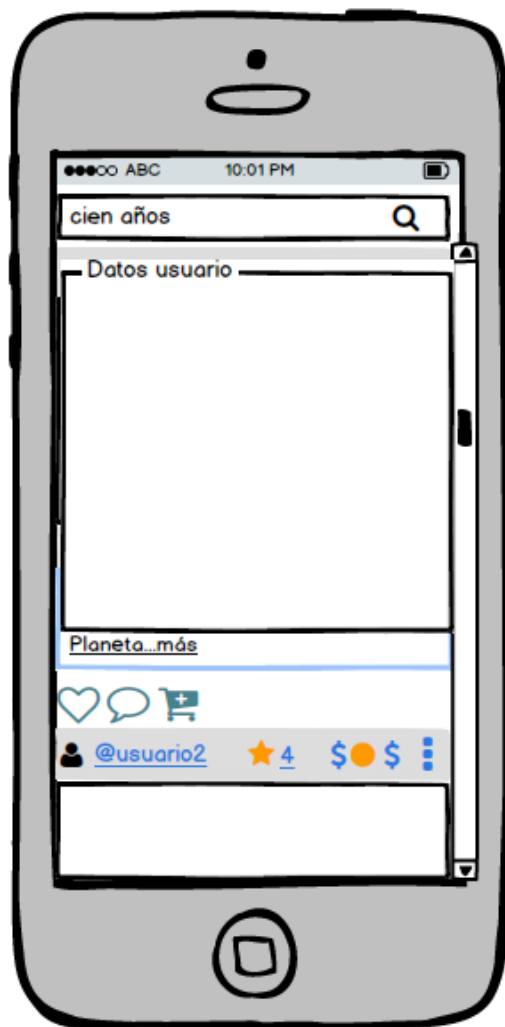 ABC 10:01 PM
cien años
Datos usuario
Planeta...más
@usuario2 4 $ $